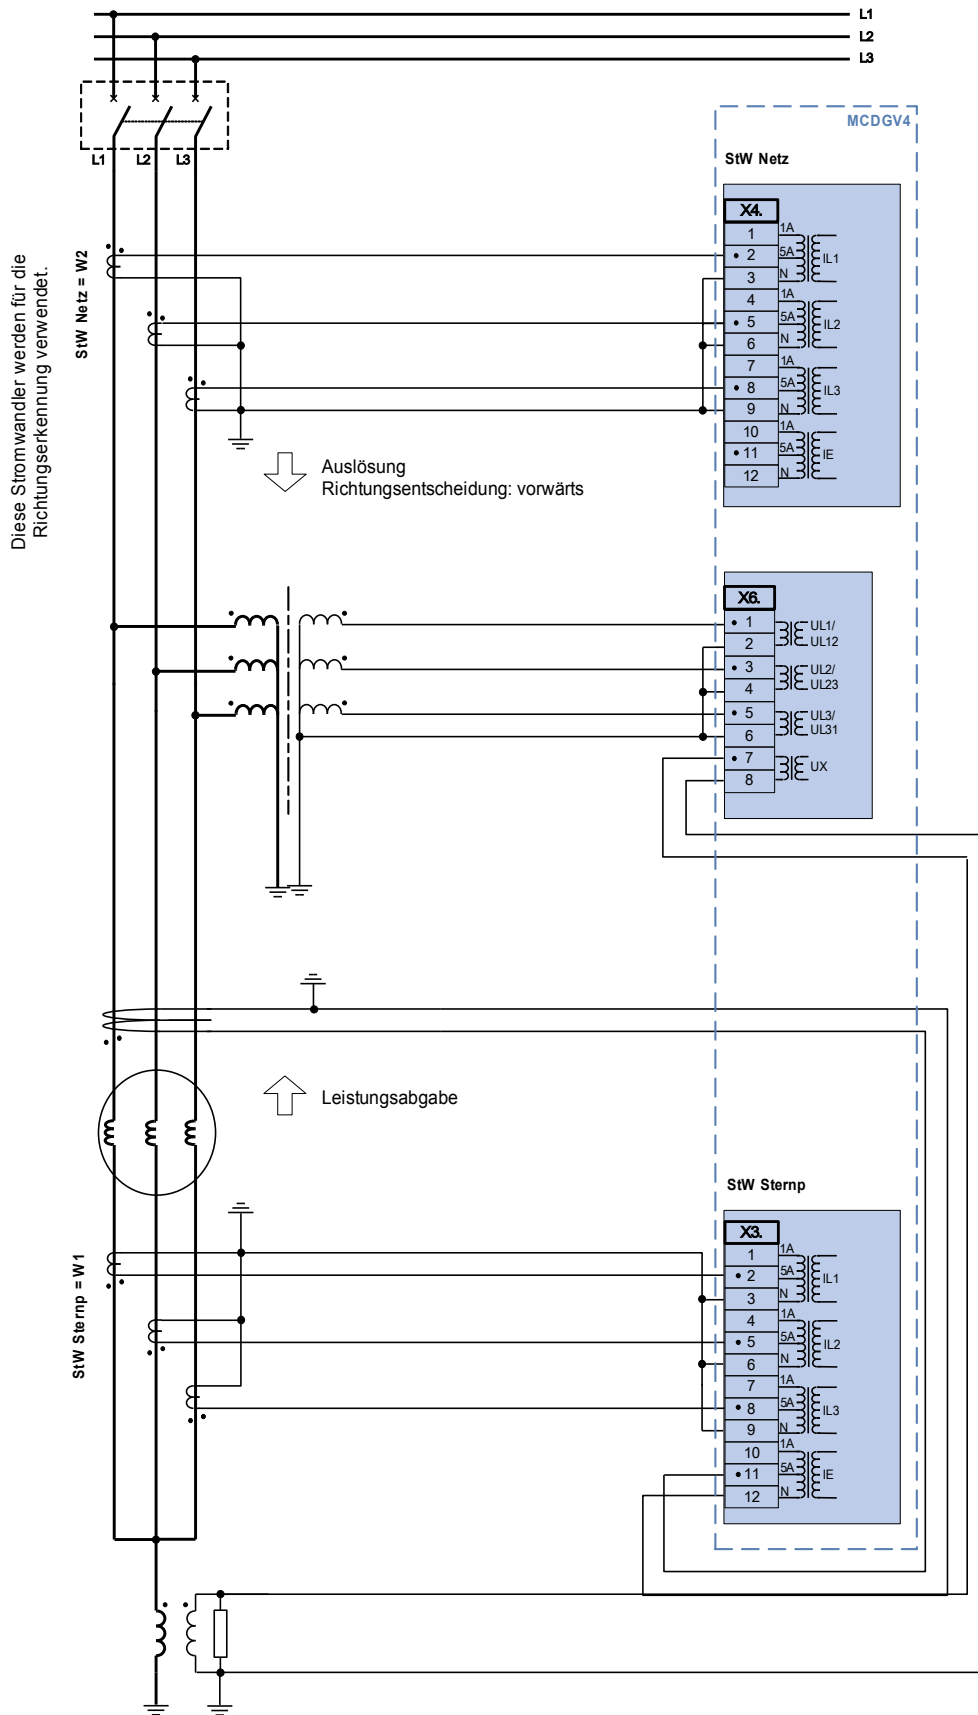 L1
L2
L3
L1
L2
L3
MCDGV4
StW Netz
X4.
1
1A
2
5A
IL1
3
N
4
1A
5
5A
IL2
6
N
7
1A
8
5A
IL3
9
N
10
1A
11
5A
IE
12
N
StW Netz = W2
Diese Stromwandler werden für die
Richtungserkennung verwendet.
Auslösung
Richtungsentscheidung: vorwärts
X6.
1
UL1/
2
UL12
3
UL2/
4
UL23
5
UL3/
6
UL31
7
UX
8
Leistungsabgabe
StW Sternp
StW Sternp = W1
X3.
1
1A
2
5A
IL1
3
N
4
1A
5
5A
IL2
6
N
7
1A
8
5A
IL3
9
N
10
1A
11
5A
IE
12
N